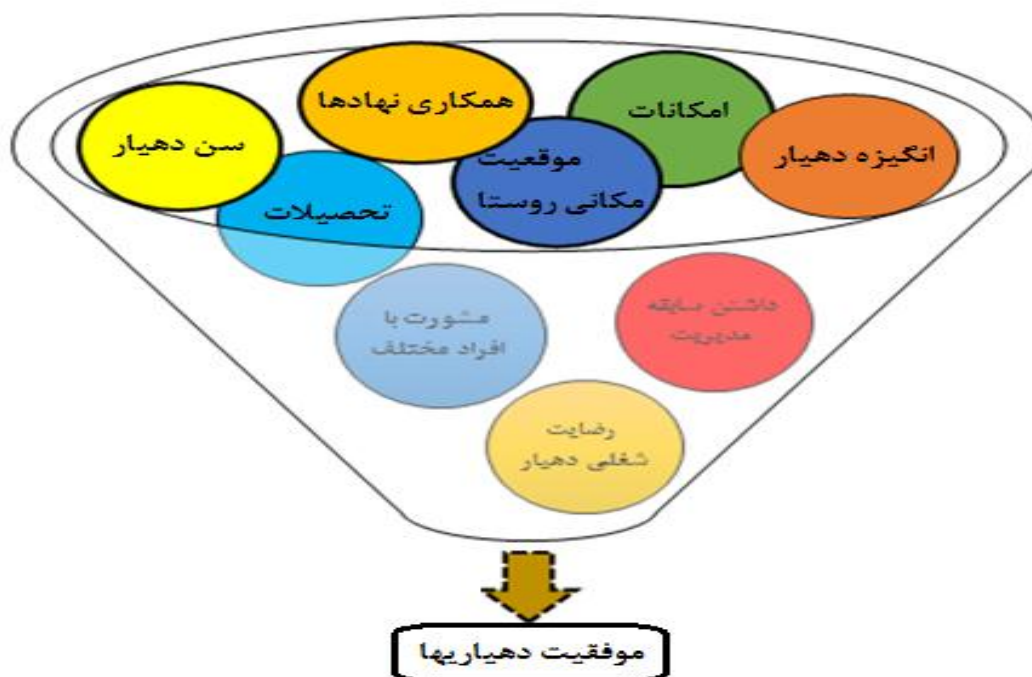 همکاری نهادها
امکانات
سن دهیار
انگیزه دهیار
موقعیت
مکانی روستا
تحصیلات
داشتن سابقه
مدیریت
مشورت با
افراد مختلف
رضایت
شغلی دهیار
موفقیت دهیاریها